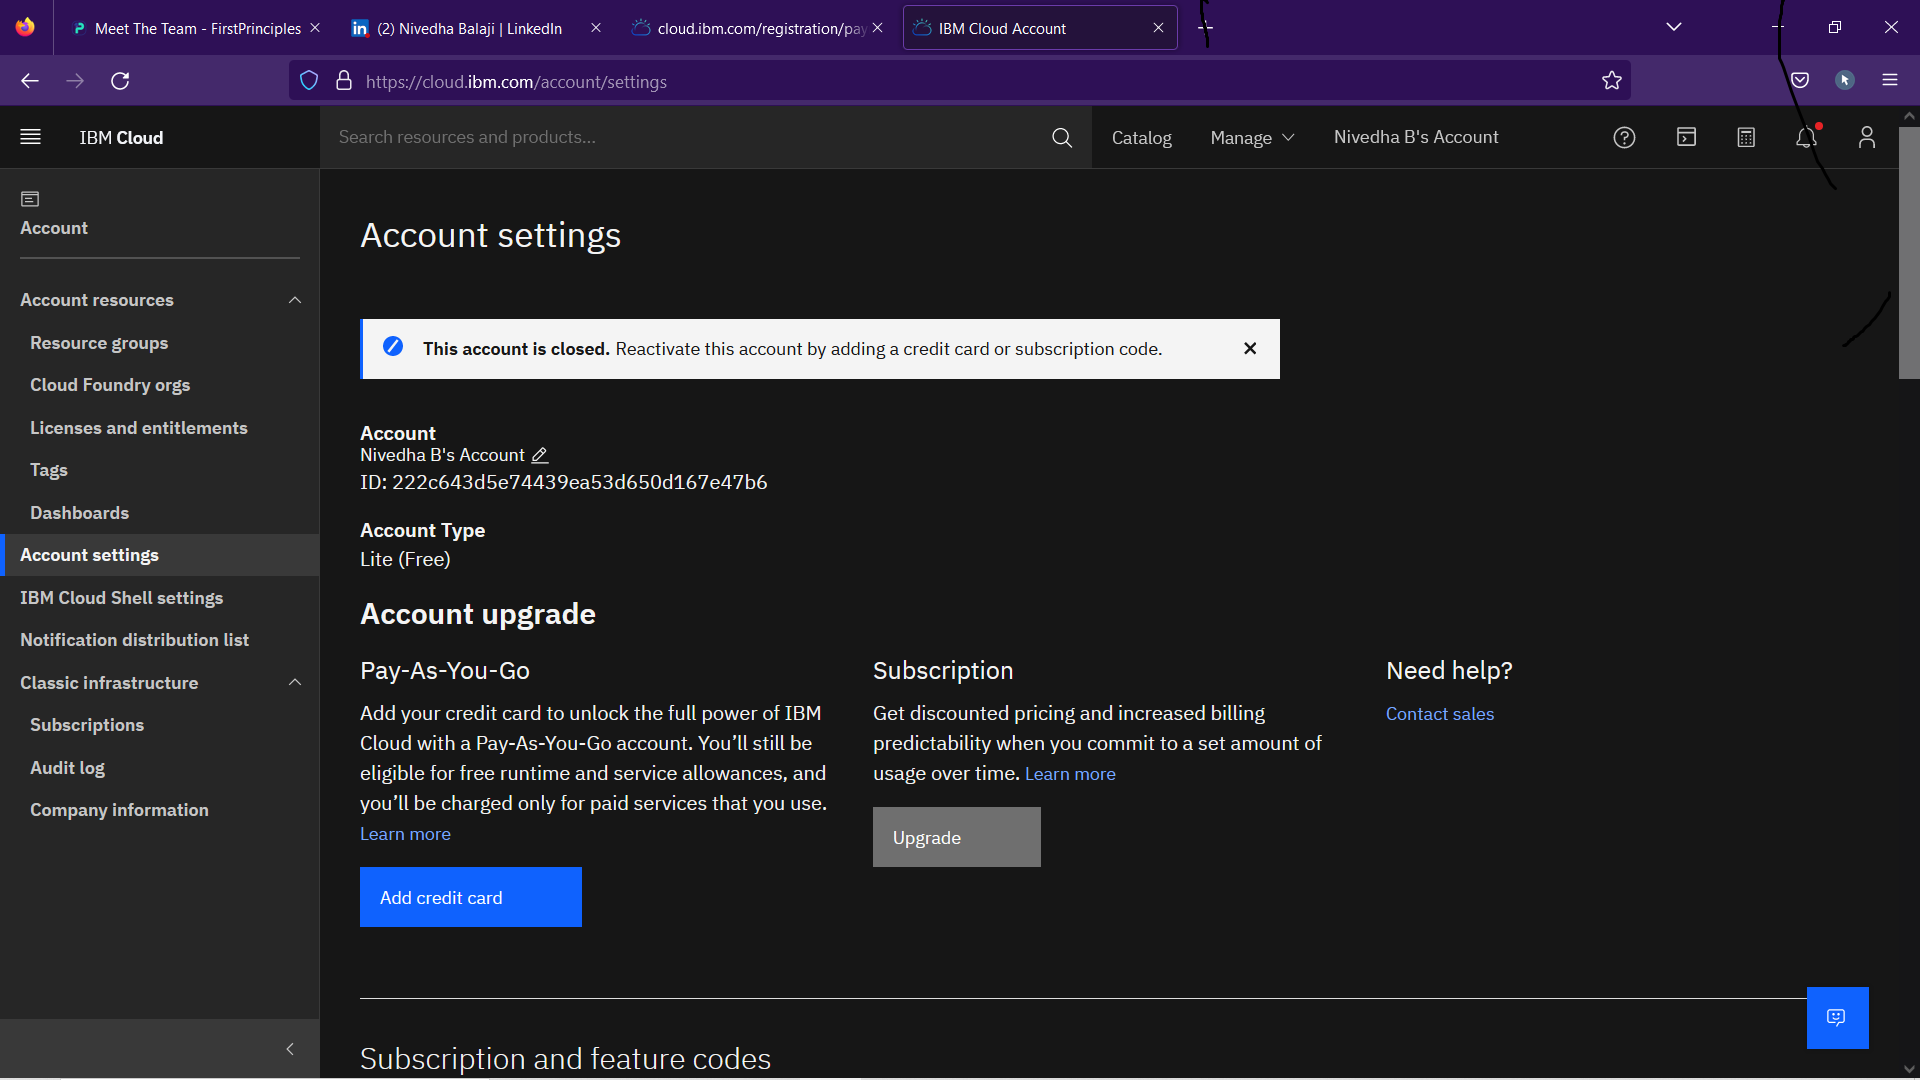 Meet The Team - FirstPrinciples
(2) Nivedha Balaji | LinkedIn
cloud.ibm.com/registration/pay
IBM Cloud Account
https://cloud.ibm.com/account/settings
IBM Cloud
Search resources and products...
Catalog
Manage
Nivedha B's Account
Account
Account resources
Resource groups
Cloud Foundry orgs
Licenses and entitlements
Tags
Dashboards
Account settings
IBM Cloud Shell settings
Notification distribution list
Classic infrastructure
Subscriptions
Audit log
Company information
Account settings
This account is closed. Reactivate this account by adding a credit card or subscription code.
Account
Nivedha B's Account
ID: 222c643d5e74439ea53d650d167e47b6
Account Type
Lite (Free)
Account upgrade
Pay-As-You-Go
Add your credit card to unlock the full power of IBM
Cloud with a Pay-As-You-Go account. You’ll still be
eligible for free runtime and service allowances, and
you’ll be charged only for paid services that you use.
Learn more
Add credit card
Subscription
Get discounted pricing and increased billing
predictability when you commit to a set amount of
usage over time. Learn more
Upgrade
Need help?
Contact sales
Subscription and feature codes